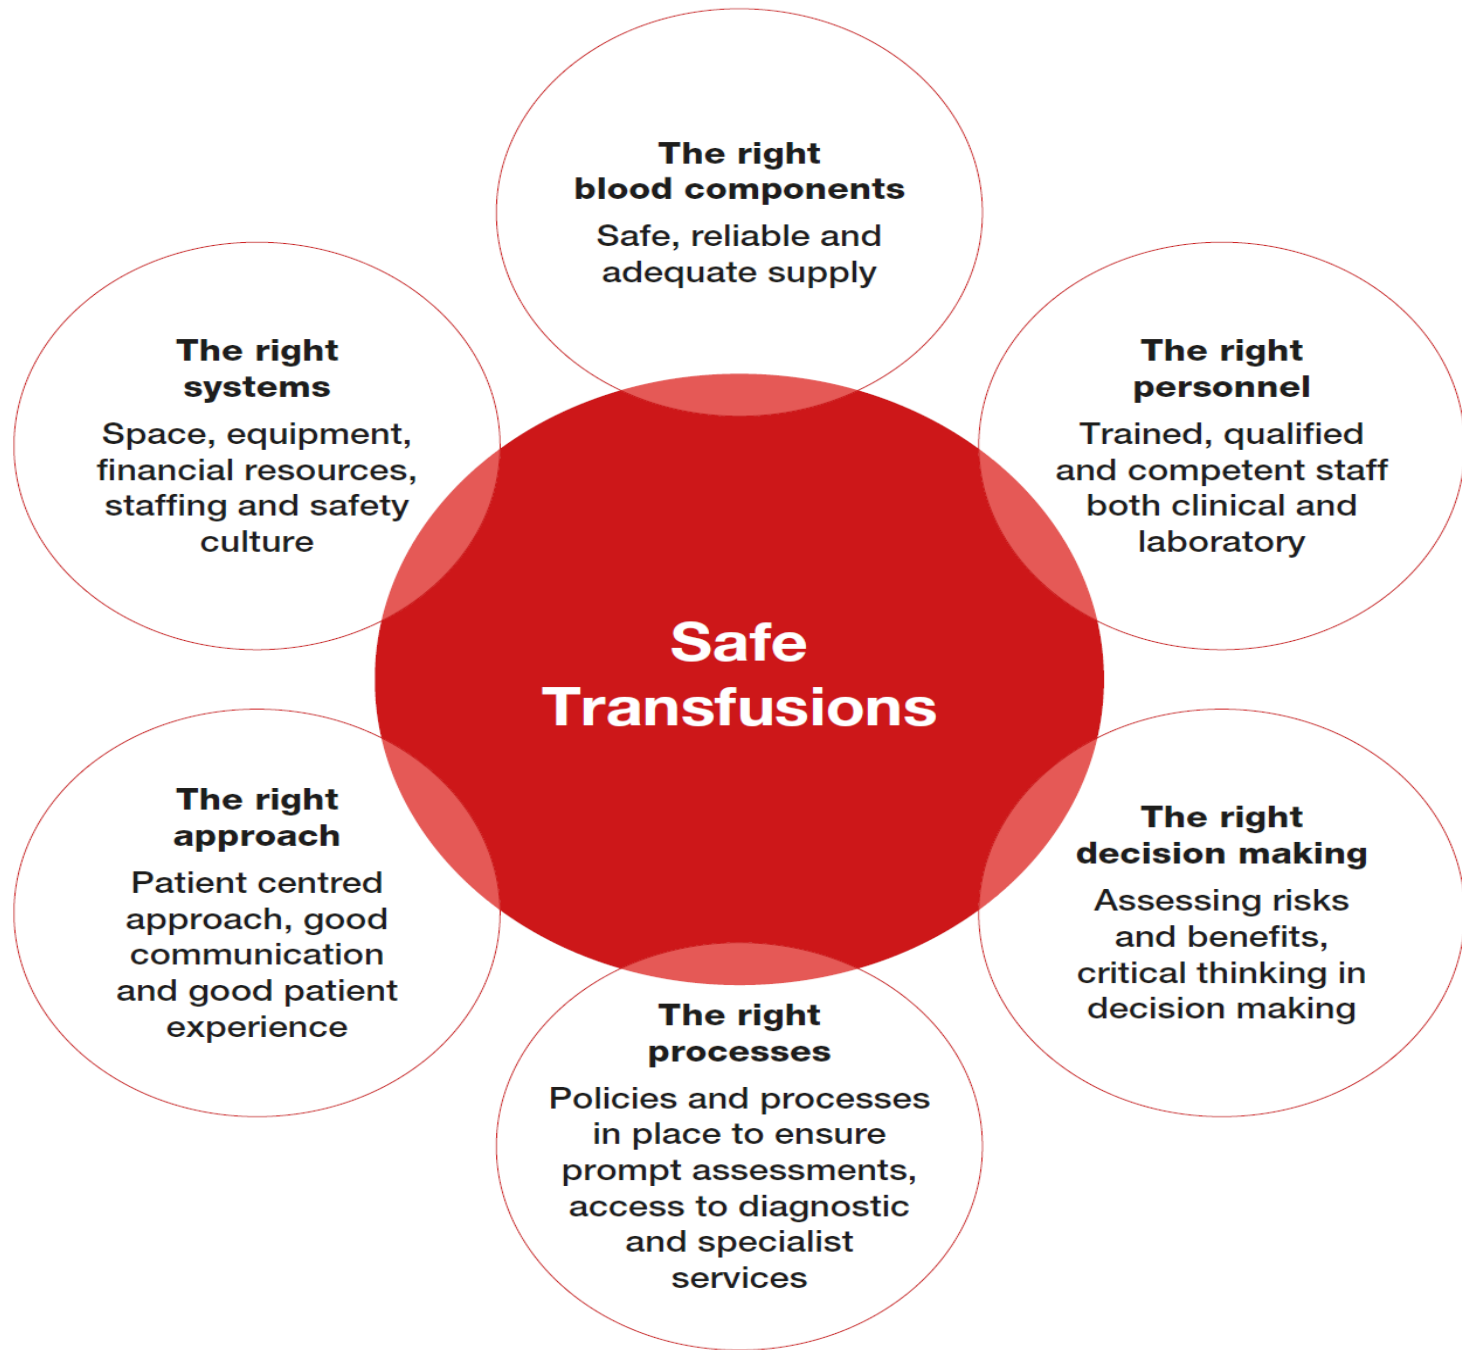 The right
blood components
Safe, reliable and
adequate supply
The right
systems
Space, equipment,
financial resources,
staffing and safety
culture
The right
personnel
Trained, qualified
and competent staff
both clinical and
laboratory
Safe
Transfusions
The right
approach
Patient centred
approach, good
communication
and good patient
experience
The right
decision making
Assessing risks
and benefits,
critical thinking in
decision making
The right
processes
Policies and processes
in place to ensure
prompt assessments,
access to diagnostic
and specialist
services